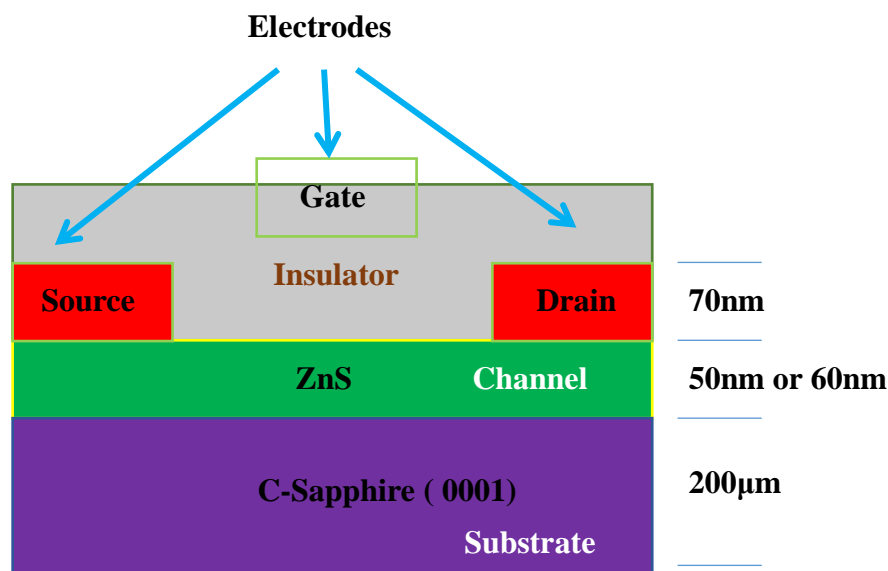 Electrodes
Gate
Insulator
Source
Drain
70nm
ZnS
Channel
50nm or 60nm
C-Sapphire ( 0001)
200μm
Substrate